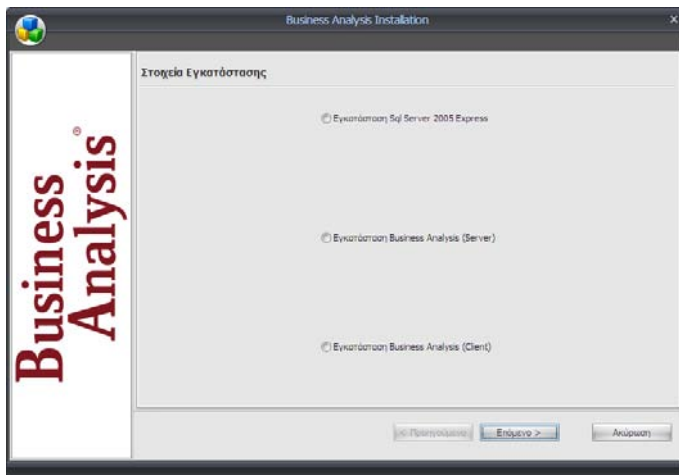 Business Analysis Installation
Business
Analysis®
Στοιχεία Εγκατάστασης
Εγκατάσταση Sql Server 2005 Express
Εγκατάσταση Business Analysis (Server)
Εγκατάσταση Business Analysis (Client)
< Προηγούμενο
Επόμενο >
Ακύρωση